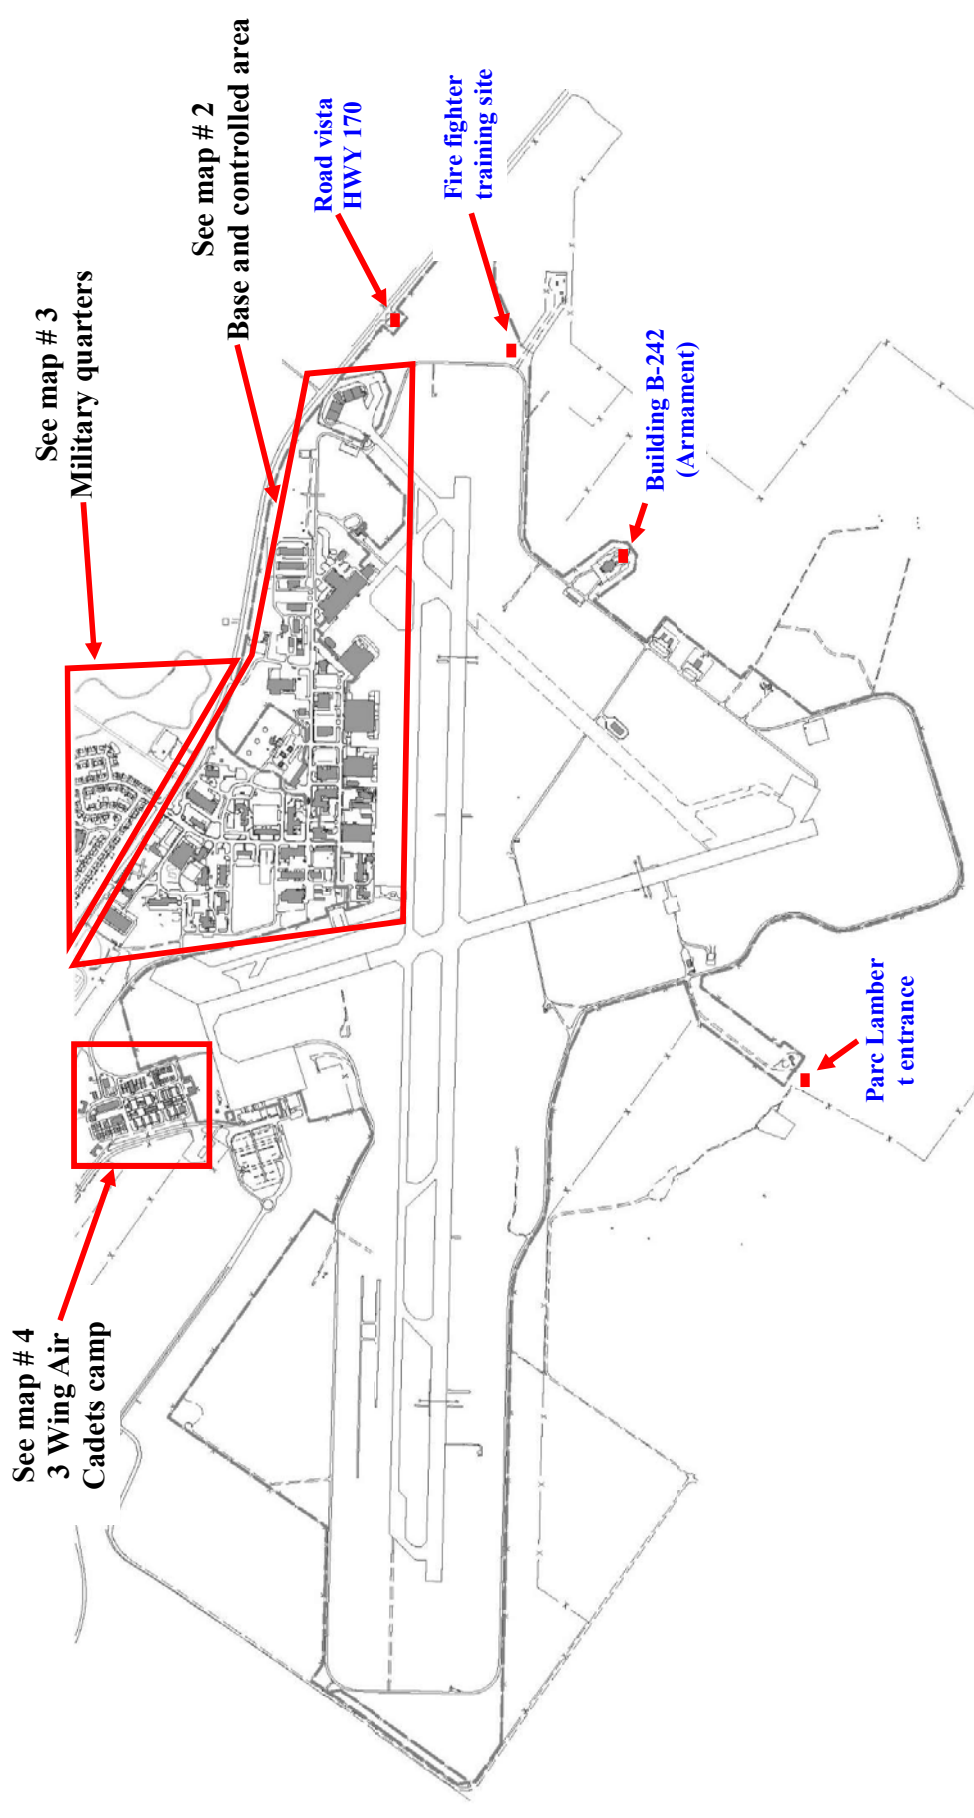 See map # 4
3 Wing Air
Cadets camp
See map # 3
Military quarters
See map # 2
Base and controlled area
Road vista
HWY 170
Fire fighter
training site
Building B-242
(Armament)
Parc Lamber
t entrance